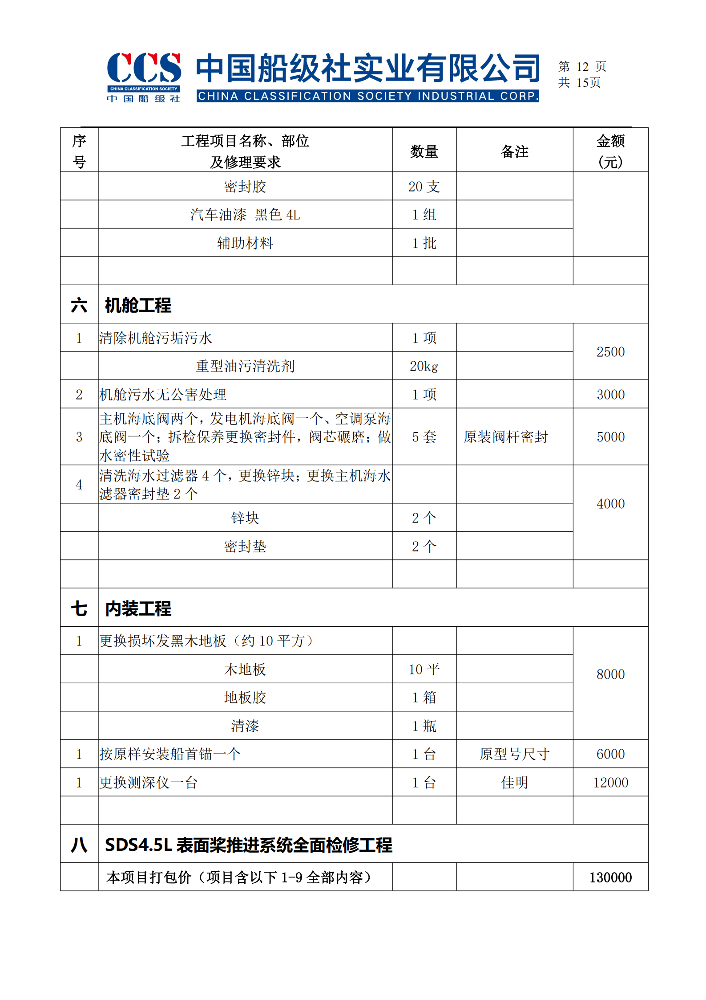 CCS
CHINA CLASSIFICATION SOCIETY
中国船级社
中国船级社实业有限公司
CHINA CLASSIFICATION SOCIETY INDUSTRIAL CORP.
第 12 页
共 15页
序号 工程项目名称、部位及修理要求 数量 备注 金额(元)
密封胶 20 支
汽车油漆 黑色 4L 1 组
辅助材料 1 批
六 机舱工程
1 清除机舱污垢污水 1 项 2500
重型油污清洗剂 20kg
2 机舱污水无公害处理 1 项 3000
主机海底阀两个，发电机海底阀一个、空调泵海
3 底阀一个；拆检保养更换密封件，阀芯碾磨；做 5 套 原装阀杆密封 5000
水密性试验
4 清洗海水过滤器 4 个，更换锌块；更换主机海水 4000
滤器密封垫 2 个
锌块 2 个
密封垫 2 个
七 内装工程
1 更换损坏发黑木地板（约 10 平方） 8000
木地板 10 平
地板胶 1 箱
清漆 1 瓶
1 按原样安装船首锚一个 1 台 原型号尺寸 6000
1 更换测深仪一台 1 台 佳明 12000
八 SDS4.5L 表面桨推进系统全面检修工程
本项目打包价（项目含以下 1-9 全部内容） 130000